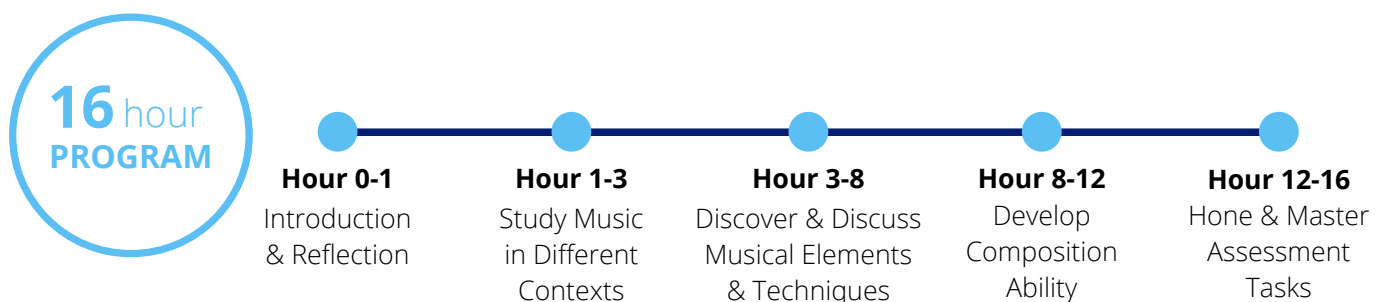 16 hour
PROGRAM
Hour 0-1
Introduction
& Reflection
Hour 1-3
Study Music
in Different
Contexts
Hour 3-8
Discover & Discuss
Musical Elements
& Techniques
Hour 8-12
Develop
Composition
Ability
Hour 12-16
Hone & Master
Assessment
Tasks